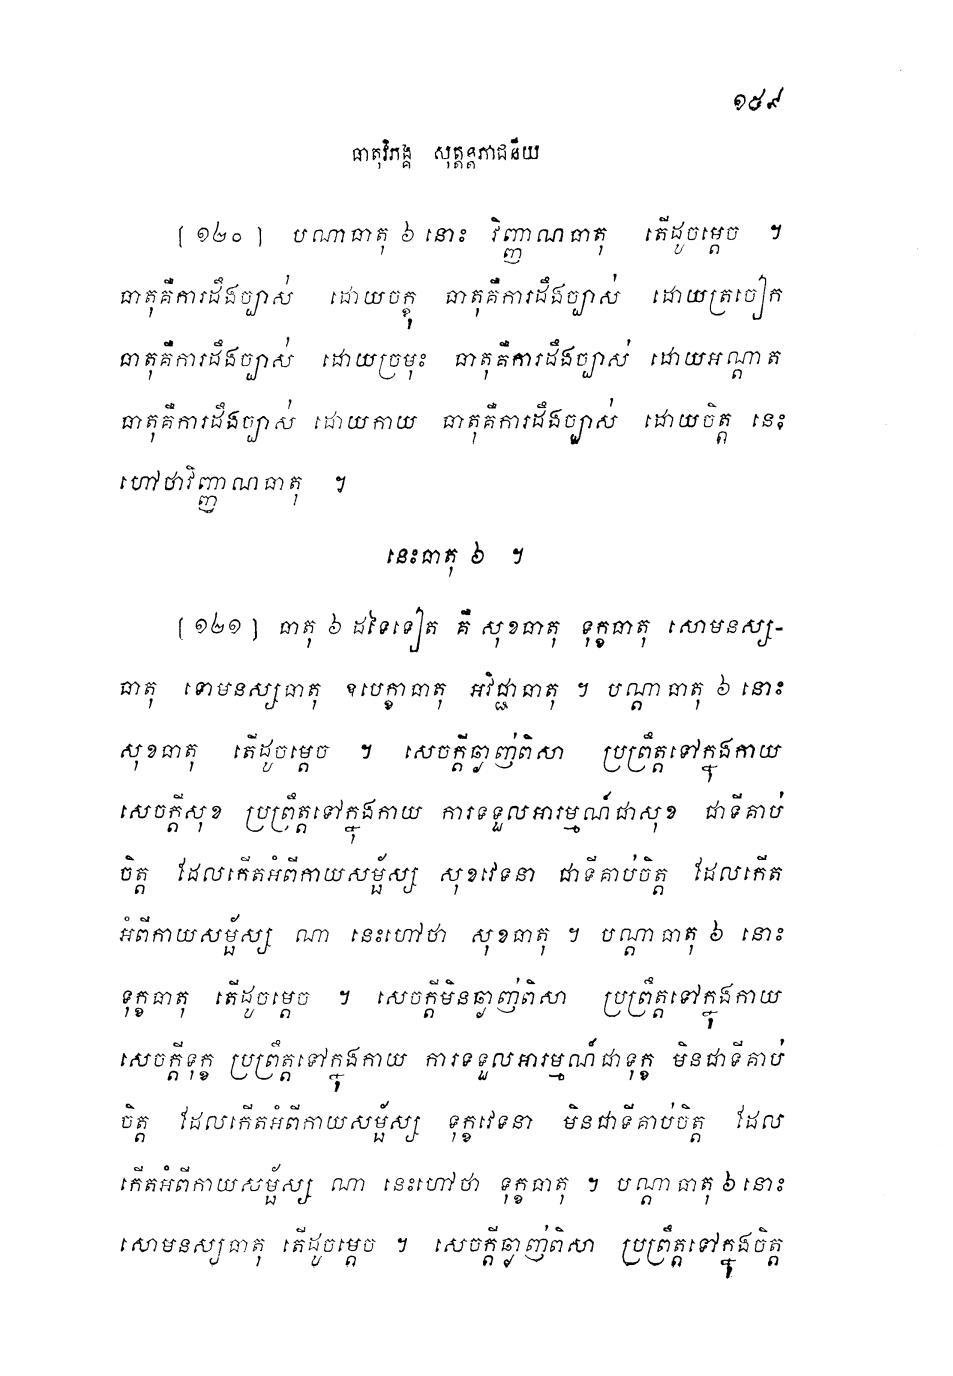 ១៥៩
ធាតុវិភង្គ សុត្តន្តភាជនីយ
[១២០] បណាធាតុ ៦ នោះ វិញ្ញាណធាតុ តើដូចម្តេច ។
ធាតុគឺការដឹងច្បាស់ ដោយចក្ខុ ធាតុគឺការដឹងច្បាស់ ដោយត្រចៀក
ធាតុគឺការដឹងច្បាស់ ដោយច្រមុះ ធាតុគឺការដឹងច្បាស់ ដោយអណ្តាត
ធាតុគឺការដឹងច្បាស់ ដោយកាយ ធាតុគឺការដឹងច្បាស់ ដោយចិត្ត នេះ
ហៅថាវិញ្ញាណធាតុ ។
នេះធាតុ ៦ ។
[១២១] ធាតុ ៦ ដទៃទៀត គឺ សុខធាតុ ទុក្ខធាតុ សោមនស្ស-
ធាតុ ទោមនស្សធាតុ ឧបេក្ខាធាតុ អវិជ្ជាធាតុ ។ បណ្តាធាតុ ៦ នោះ
សុខធាតុ តើដូចម្តេច ។ សេចក្តីឆ្ងាញ់ពិសា ប្រព្រឹត្តទៅក្នុងកាយ
សេចក្តីសុខ ប្រព្រឹត្តទៅក្នុងកាយ ការទទួលអារម្មណ៍ជាសុខ ជាទីគាប់
ចិត្ត ដែលកើតអំពីកាយសម្ផ័ស្ស សុខវេទនា ជាទីគាប់ចិត្ត ដែលកើត
អំពីកាយសម្ផ័ស្ស ណា នេះហៅថា សុខធាតុ ។ បណ្តាធាតុ ៦ នោះ
ទុក្ខធាតុ តើដូចម្តេច ។ សេចក្តីមិនឆ្ងាញ់ពិសា ប្រព្រឹត្តទៅក្នុងកាយ
សេចក្តីទុក្ខ ប្រព្រឹត្តទៅក្នុងកាយ ការទទួលអារម្មណ៍ជាទុក្ខ មិនជាទីគាប់
ចិត្ត ដែលកើតអំពីកាយសម្ផ័ស្ស ទុក្ខវេទនា មិនជាទីគាប់ចិត្ត ដែល
កើតអំពីកាយសម្ផ័ស្ស ណា នេះហៅថា ទុក្ខធាតុ ។ បណ្តាធាតុ ៦ នោះ
សោមនស្សធាតុ តើដូចម្តេច ។ សេចក្តីឆ្ងាញ់ពិសា ប្រព្រឹត្តទៅក្នុងចិត្ត